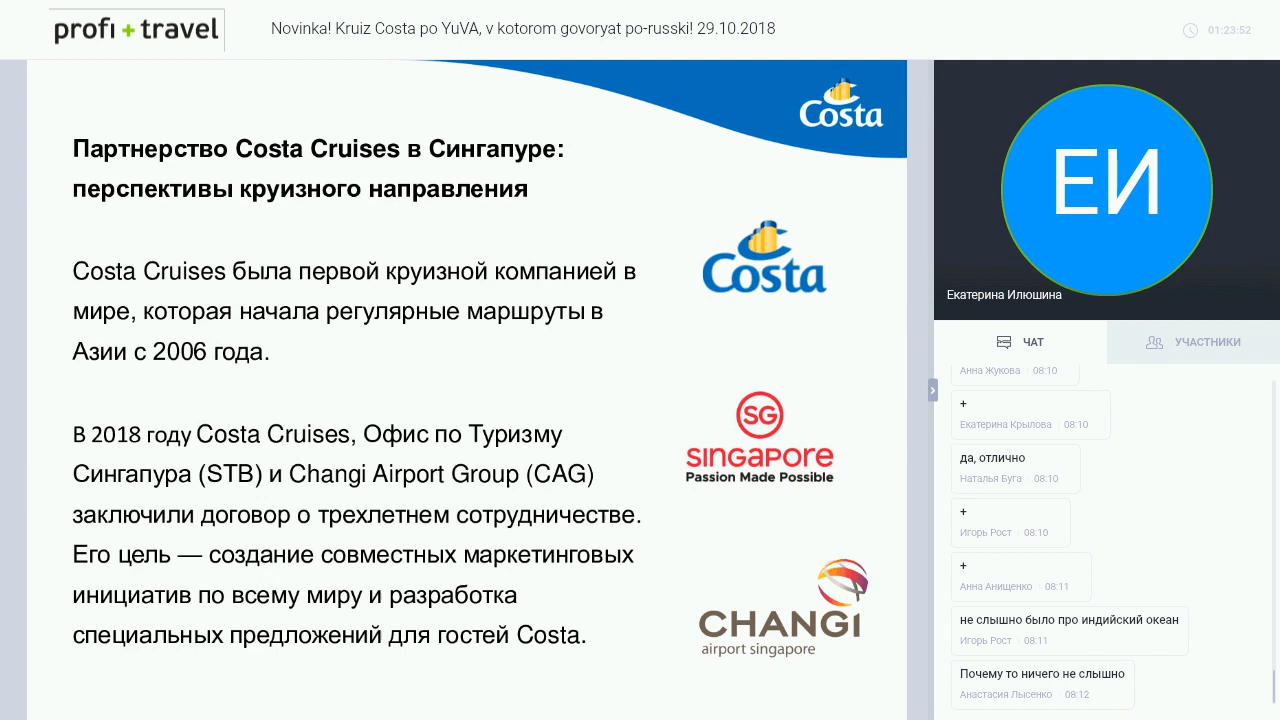 profi + travel
Novinka! Kruiz Costa po YuVA, v kotorom govoryat po-russki! 29.10.2018
01:23:52
Costa
Партнерство Costa Cruises в Сингапуре:
перспективы круизного направления
Costa
Costa Cruises была первой круизной компанией в
мире, которая начала регулярные маршруты в
Азии с 2006 года.
SG
SINGAPORE
Passion Made Possible
В 2018 году Costa Cruises, Офис по Туризму
Сингапура (STB) и Changi Airport Group (CAG)
заключили договор о трехлетнем сотрудничестве.
Его цель — создание совместных маркетинговых
инициатив по всему миру и разработка
специальных предложений для гостей Costa.
CHANGI
airport singapore
ЕИ
Екатерина Илюшина
ЧАТ
УЧАСТНИКИ
Анна Жукова 08:10
+
Екатерина Крылова 08:10
да, отлично
Наталья Буга 08:10
+
Игорь Рост 08:10
+
Анна Анищенко 08:11
не слышно было про индийский океан
Игорь Рост 08:11
Почему то ничего не слышно
Анастасия Лысенко 08:12